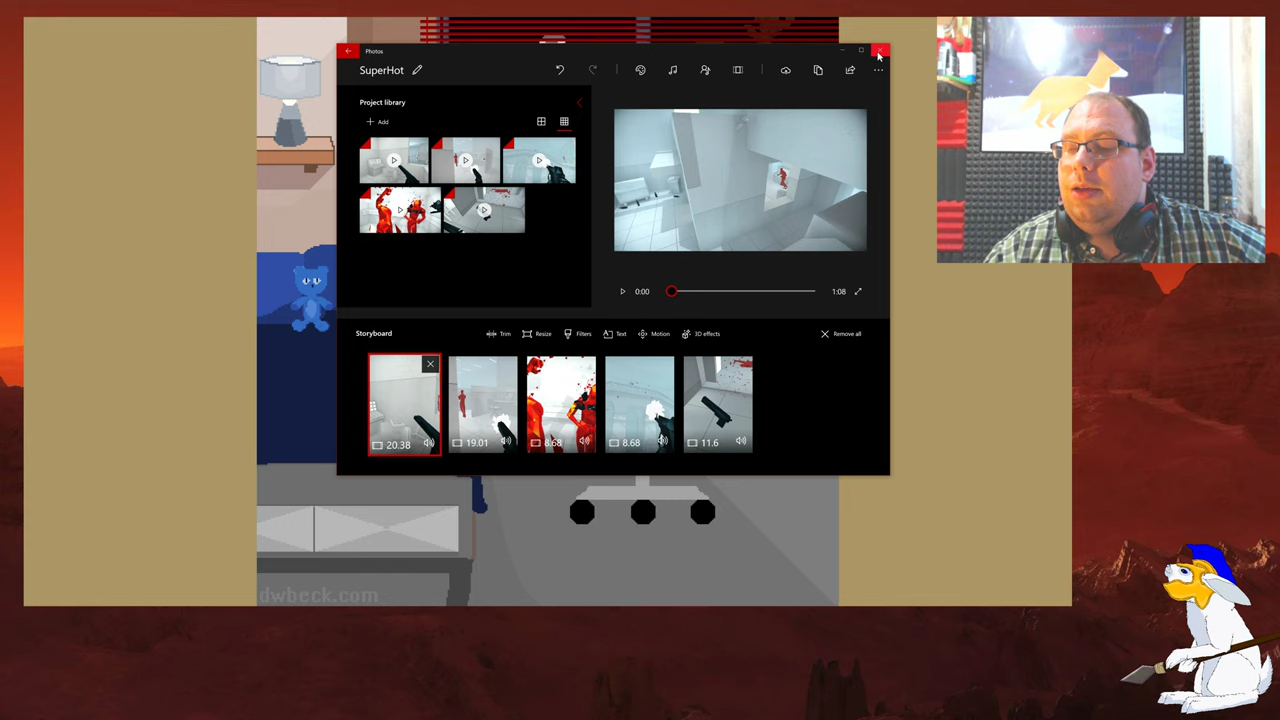 Photos
SuperHot
Project library
Add
0:00
1:08
Storyboard
Trim
Resize
Filters
Text
Motion
3D effects
Remove all
20.38
19.01
8.68
8.68
11.6
dwbeck.com